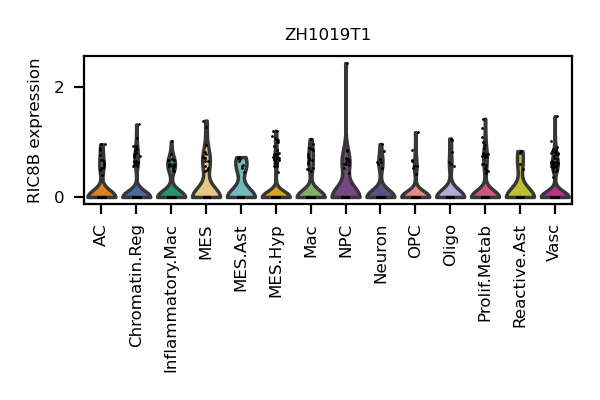 ZH1019T1
RIC8B expression
2
0
AC
Chromatin.Reg
Inflammatory.Mac
MES
MES.Ast
MES.Hyp
Mac
NPC
Neuron
OPC
Oligo
Prolif.Metab
Reactive.Ast
Vasc